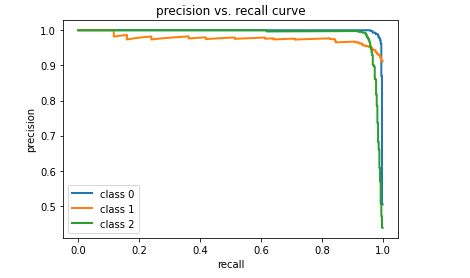 precision vs. recall curve
1.0
0.9
0.8
0.7
0.6
0.5
precision
class 0
class 1
class 2
0.0 0.2 0.4 0.6 0.8 1.0
recall